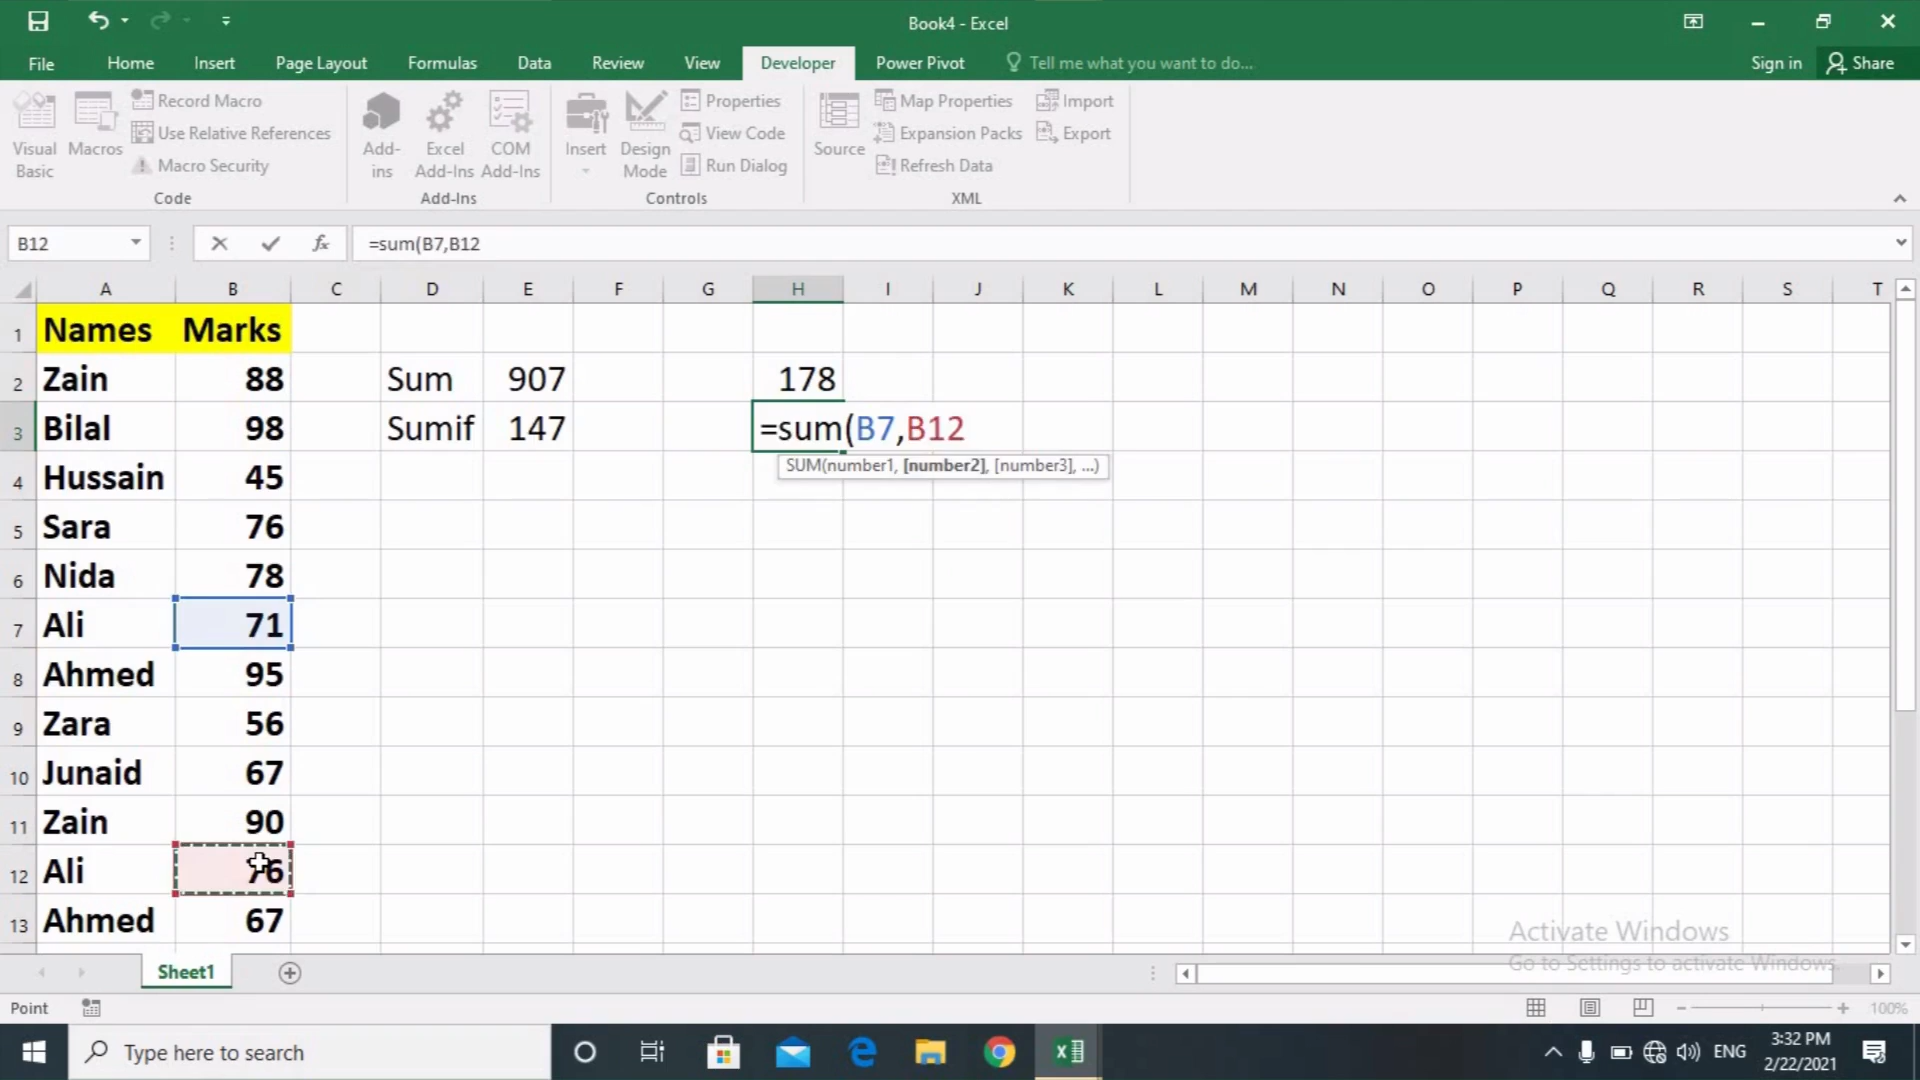 Book4 - Excel
File Home Insert Page Layout Formulas Data Review View Developer Power Pivot Tell me what you want to do... Sign in Share
Visual Basic
Macros
Record Macro
Use Relative References
Macro Security
Code
Add-ins
Excel Add-Ins
COM Add-Ins
Add-Ins
Insert
Design Mode
Properties
View Code
Run Dialog
Controls
Source
Map Properties
Expansion Packs
Refresh Data
Import
Export
XML
B12 fx =sum(B7,B12
A B C D E F G H I J K L M N O P Q R S T
1 Names Marks
2 Zain 88 Sum 907 178
3 Bilal 98 Sumif 147 =sum(B7,B12
SUM(number1, [number2], [number3], ...)
4 Hussain 45
5 Sara 76
6 Nida 78
7 Ali 71
8 Ahmed 95
9 Zara 56
10 Junaid 67
11 Zain 90
12 Ali 76
13 Ahmed 67
Activate Windows
Go to Settings to activate Windows.
Sheet1
Point 100%
Type here to search ENG 3:32 PM
2/22/2021